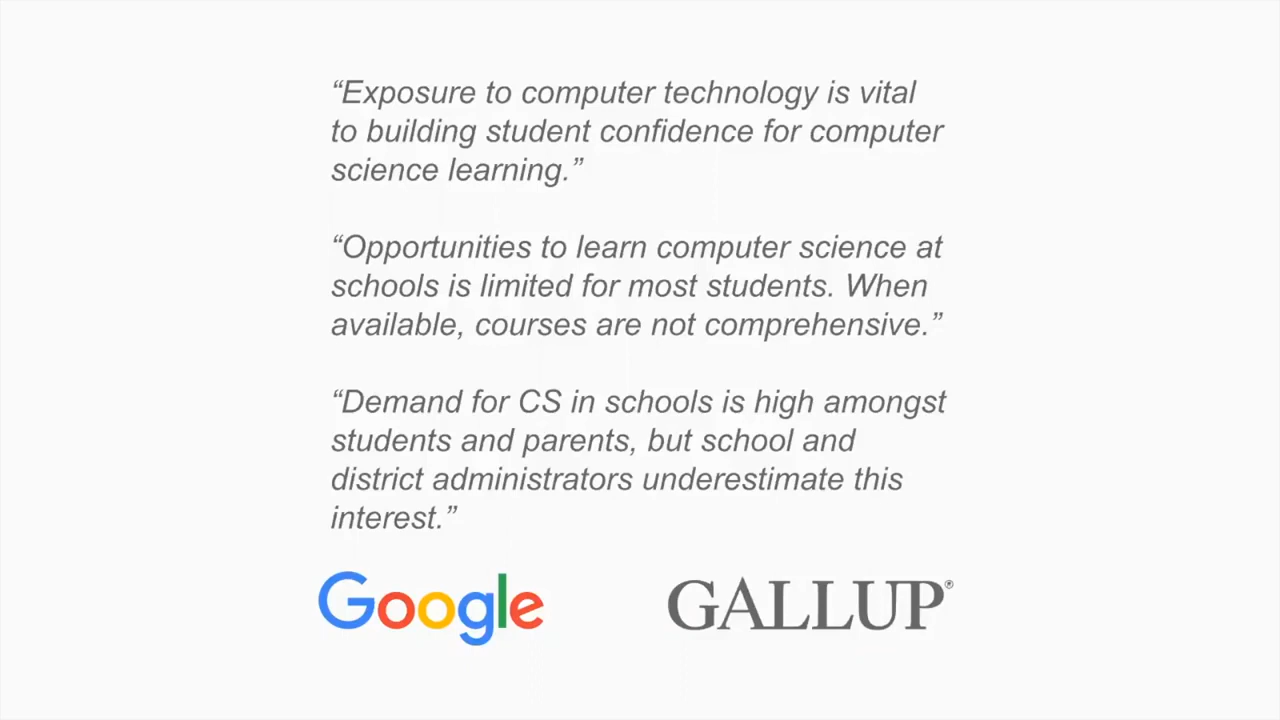 “Exposure to computer technology is vital
to building student confidence for computer
science learning.”
“Opportunities to learn computer science at
schools is limited for most students. When
available, courses are not comprehensive.”
“Demand for CS in schools is high amongst
students and parents, but school and
district administrators underestimate this
interest.”
Google GALLUP®